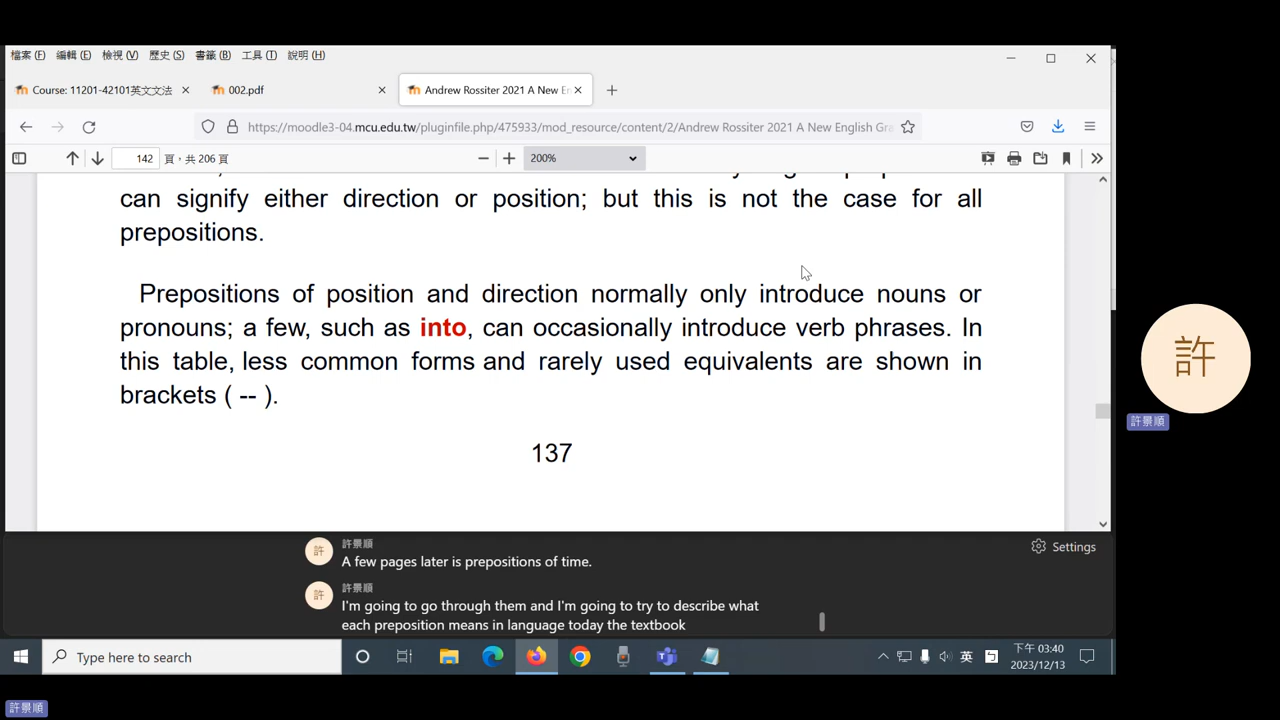 檔案 (F) 編輯 (E) 檢視 (V) 歷史 (S) 書籤 (B) 工具 (T) 說明 (H)
Course: 11201-42101英文文法 002.pdf Andrew Rossiter 2021 A New En
https://moodle3-04.mcu.edu.tw/pluginfile.php/475933/mod_resource/content/2/Andrew Rossiter 2021 A New English Gra
142 頁，共 206 頁 200%
can signify either direction or position; but this is not the case for all
prepositions.
Prepositions of position and direction normally only introduce nouns or
pronouns; a few, such as into, can occasionally introduce verb phrases. In
this table, less common forms and rarely used equivalents are shown in
brackets ( -- ).
137
許
許景順
許
許景順
A few pages later is prepositions of time.
Settings
許
許景順
I'm going to go through them and I'm going to try to describe what
each preposition means in language today the textbook
Type here to search
英
下午 03:40
2023/12/13
許景順